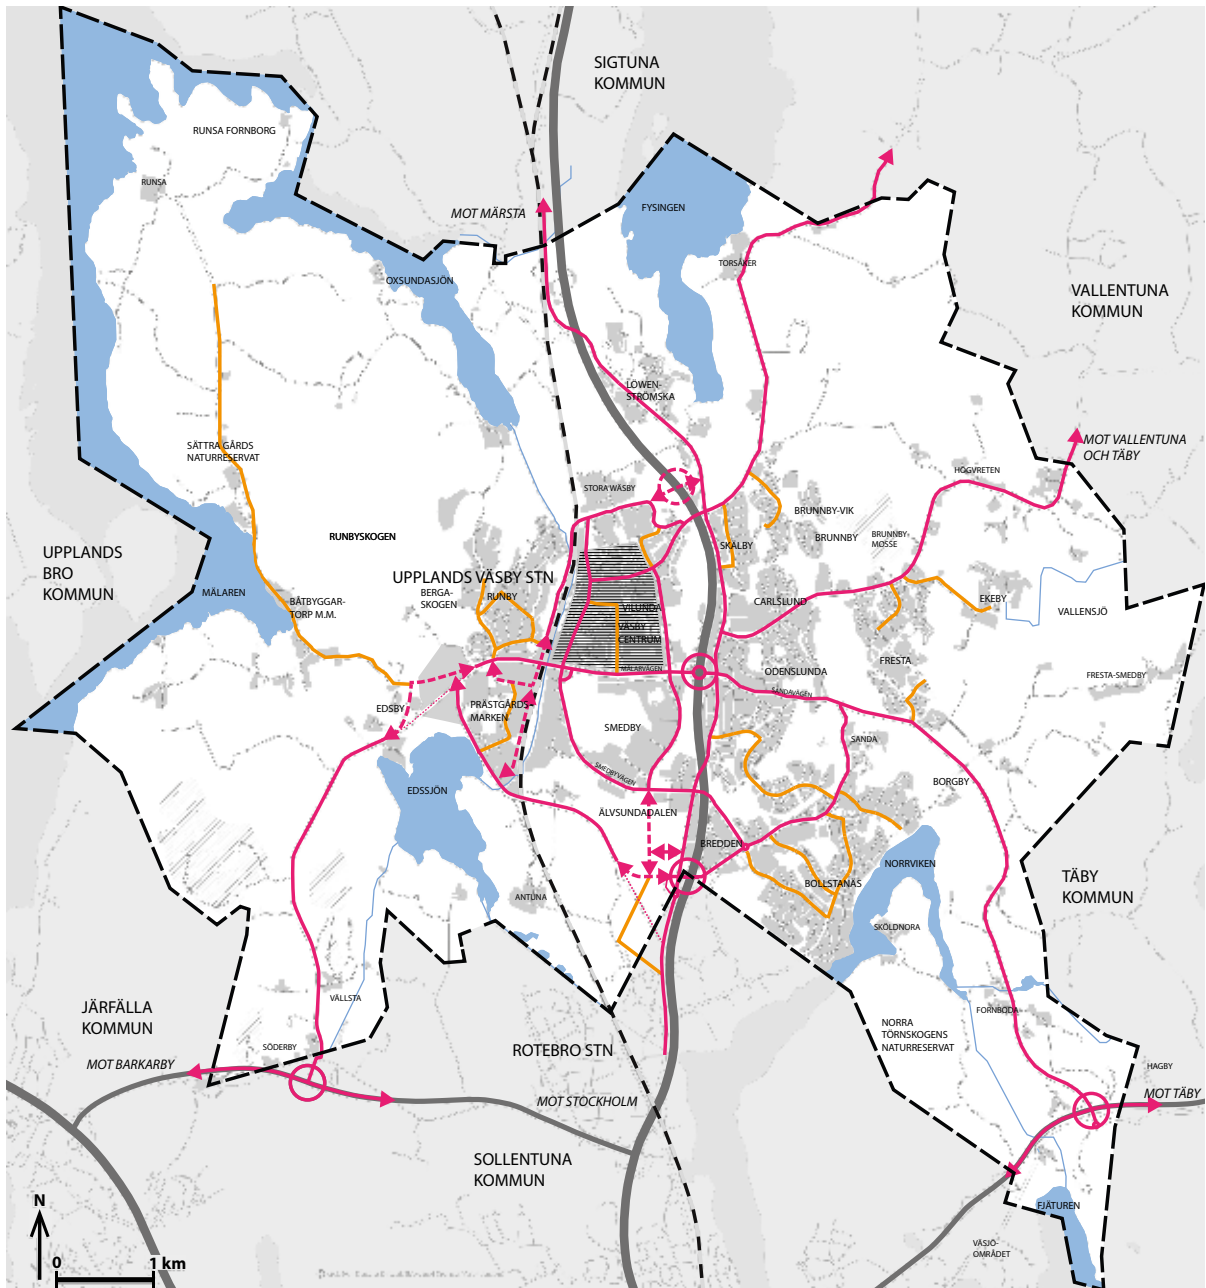 SIGTUNA
KOMMUN
RUNSA FORNBORG
RUNSA
MOT MÄRSTA
FYSINGEN
TORSÅKER
OXSUNDASJÖN
VALLENTUNA
KOMMUN
LÖWEN-
STRÖMSKA
SÄTTRA GÅRDS
NATURRESERVAT
MOT VALLENTUNA
OCH TÄBY
HÖGVRETEN
STORA WÄSBY
BRUNNBY-VIK
BRUNNBY
BRUNNBY
MOSSE
RUNBYSKOGEN
SKÄLBY
UPPLANDS
BRO
KOMMUN
UPPLANDS VÄSBY STN
BERGA-
SKOGEN
RUNBY
MÄLAREN
BÅTBYGGAR-
TORP M.M.
VILUNDA
VÄSBY
CENTRUM
MÄLARVÄGEN
CARLSLUND
EKEBY
VALLENSJÖ
ODENSLUNDA
FRESTA
FRESTA-SMEDBY
SANDAVÄGEN
EDSBY
PRÄSTGÅRDS-
MARKEN
SMEDBY
SANDA
SMEDBYVÄGEN
BORGBY
EDSSJÖN
ÄLVSUNDADALEN
BREDDEN
NORRVIKEN
BOLLSTANÄS
TÄBY
KOMMUN
ANTUNA
SKÖLDNORA
VÄLLSTA
JÄRFÄLLA
KOMMUN
FORNBODA
NORRA
TÖRNSKOGENS
NATURRESERVAT
SÖDERBY
ROTEBRO STN
MOT BARKARBY
HAGBY
MOT TÄBY
MOT STOCKHOLM
SOLLENTUNA
KOMMUN
N
FJÄTUREN
VÄSJÖ-
OMRÅDET
0 1 km